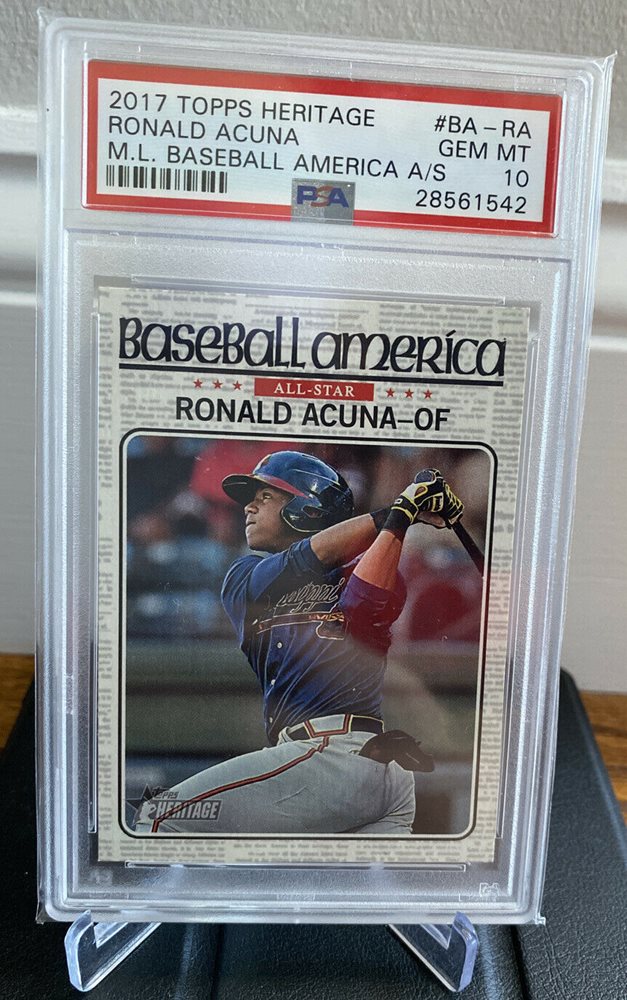 2017 TOPPS HERITAGE #BA-RA
RONALD ACUNA GEM MT
M.L. BASEBALL AMERICA A/S 10
PSA 28561542
Baseball america
ALL-STAR
RONALD ACUNA-OF
TOPPS
HERITAGE